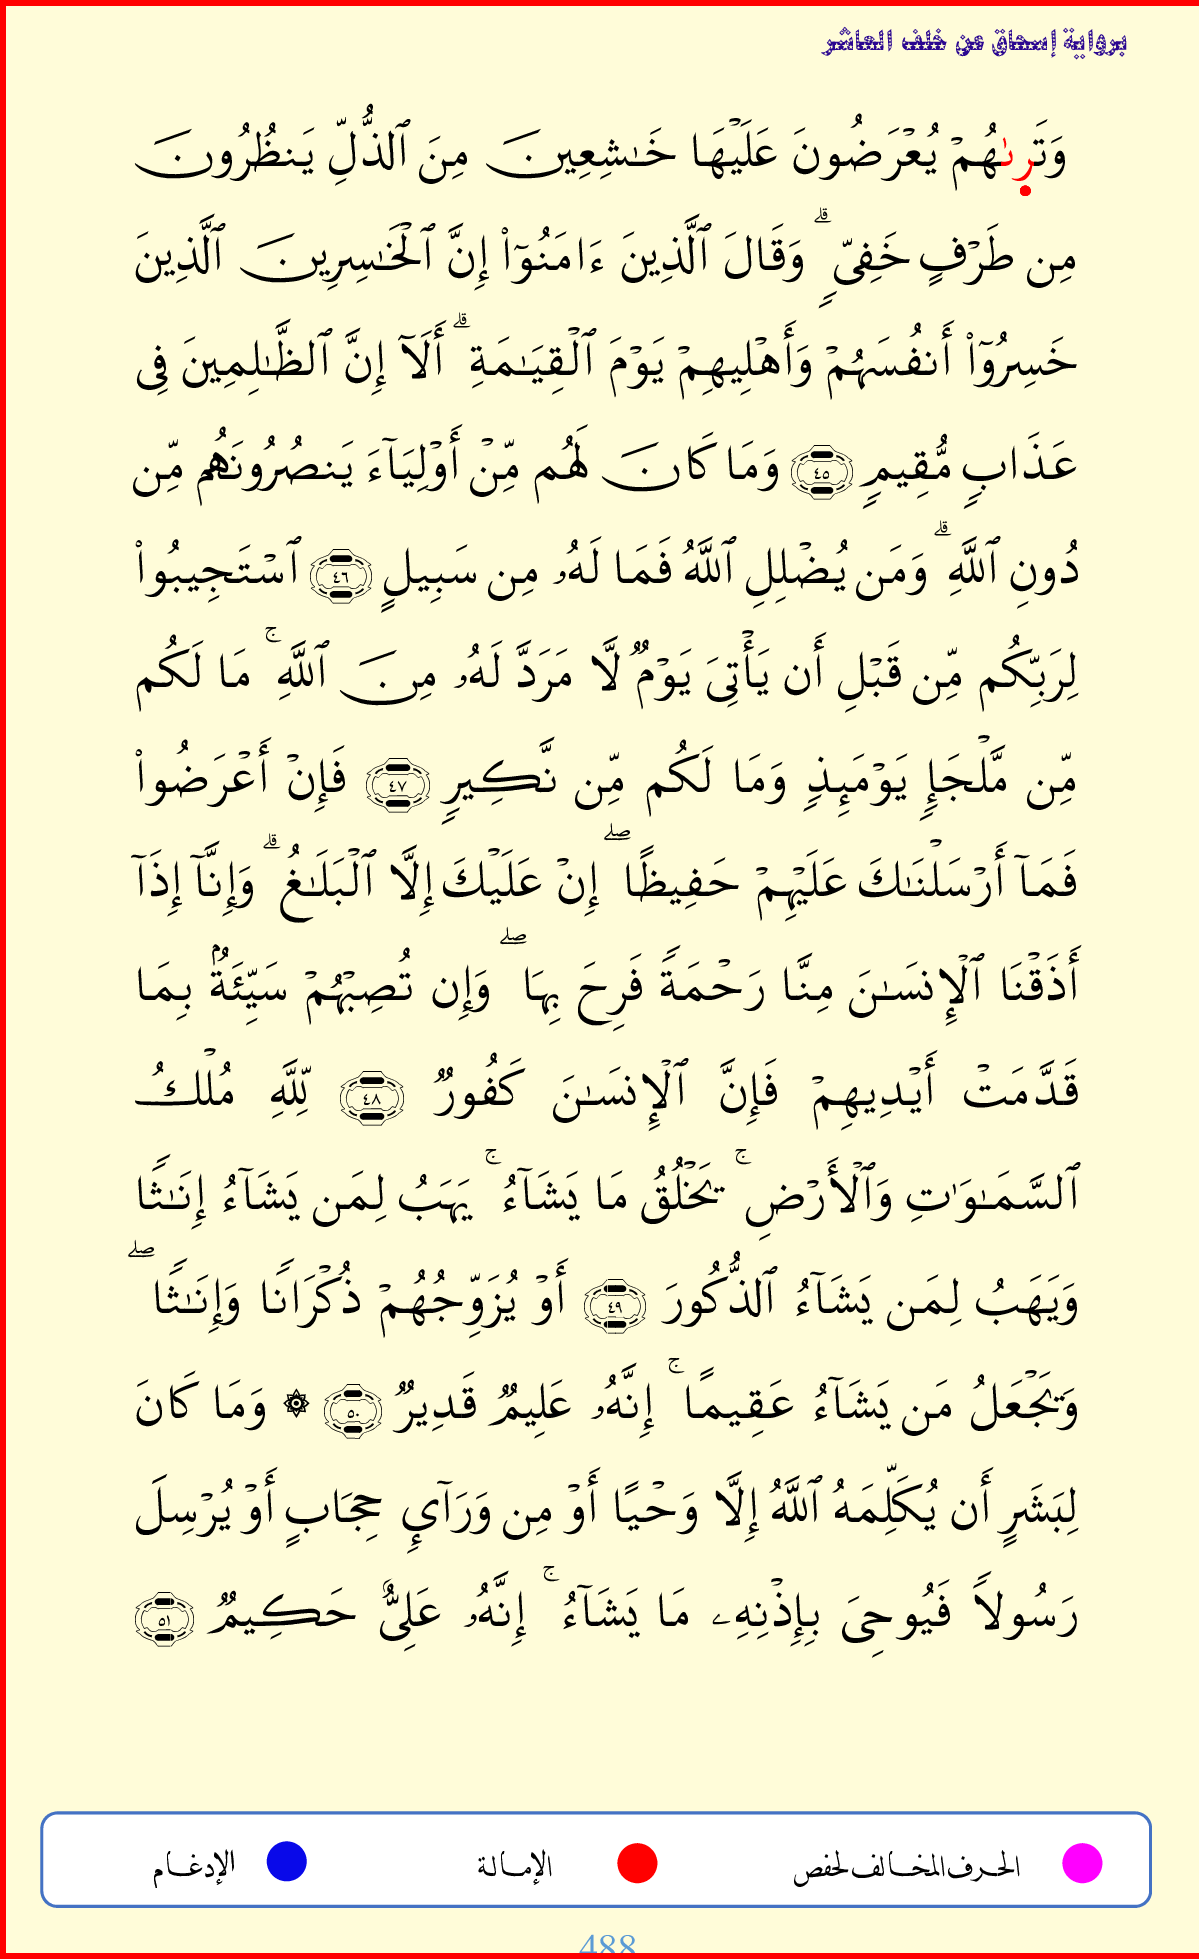 برواية إسحاق عن خلف العاشر
وَتَرِىٰهُمْ يُعْرَضُونَ عَلَيْهَا خَـٰشِعِينَ مِنَ ٱلذُّلِّ يَنظُرُونَ
مِن طَرْفٍ خَفِىٍّ ۗ وَقَالَ ٱلَّذِينَ ءَامَنُوٓا۟ إِنَّ ٱلْخَـٰسِرِينَ ٱلَّذِينَ
خَسِرُوٓا۟ أَنفُسَهُمْ وَأَهْلِيهِمْ يَوْمَ ٱلْقِيَـٰمَةِ ۗ أَلَآ إِنَّ ٱلظَّـٰلِمِينَ فِى
عَذَابٍ مُّقِيمٍ ٤٥ وَمَا كَانَ لَهُم مِّنْ أَوْلِيَآءَ يَنصُرُونَهُم مِّن
دُونِ ٱللَّهِ ۗ وَمَن يُضْلِلِ ٱللَّهُ فَمَا لَهُۥ مِن سَبِيلٍ ٤٦ ٱسْتَجِيبُوا۟
لِرَبِّكُم مِّن قَبْلِ أَن يَأْتِىَ يَوْمٌ لَّا مَرَدَّ لَهُۥ مِنَ ٱللَّهِ ۚ مَا لَكُم
مِّن مَّلْجَإٍ يَوْمَئِذٍ وَمَا لَكُم مِّن نَّكِيرٍ ٤٧ فَإِنْ أَعْرَضُوا۟
فَمَآ أَرْسَلْنَـٰكَ عَلَيْهِمْ حَفِيظًا ۖ إِنْ عَلَيْكَ إِلَّا ٱلْبَلَـٰغُ ۗ وَإِنَّآ إِذَآ
أَذَقْنَا ٱلْإِنسَـٰنَ مِنَّا رَحْمَةً فَرِحَ بِهَا ۖ وَإِن تُصِبْهُمْ سَيِّئَةٌۢ بِمَا
قَدَّمَتْ أَيْدِيهِمْ فَإِنَّ ٱلْإِنسَـٰنَ كَفُورٌ ٤٨ لِّلَّهِ مُلْكُ
ٱلسَّمَـٰوَٰتِ وَٱلْأَرْضِ ۚ يَخْلُقُ مَا يَشَآءُ ۚ يَهَبُ لِمَن يَشَآءُ إِنَـٰثًا
وَيَهَبُ لِمَن يَشَآءُ ٱلذُّكُورَ ٤٩ أَوْ يُزَوِّجُهُمْ ذُكْرَانًا وَإِنَـٰثًا ۖ
وَيَجْعَلُ مَن يَشَآءُ عَقِيمًا ۚ إِنَّهُۥ عَلِيمٌ قَدِيرٌ ٥٠ ۞ وَمَا كَانَ
لِبَشَرٍ أَن يُكَلِّمَهُ ٱللَّهُ إِلَّا وَحْيًا أَوْ مِن وَرَآئِ حِجَابٍ أَوْ يُرْسِلَ
رَسُولًا فَيُوحِىَ بِإِذْنِهِۦ مَا يَشَآءُ ۚ إِنَّهُۥ عَلِىٌّ حَكِيمٌ ٥١
الحرف المخالف لحفص الإمالة الإدغام
488